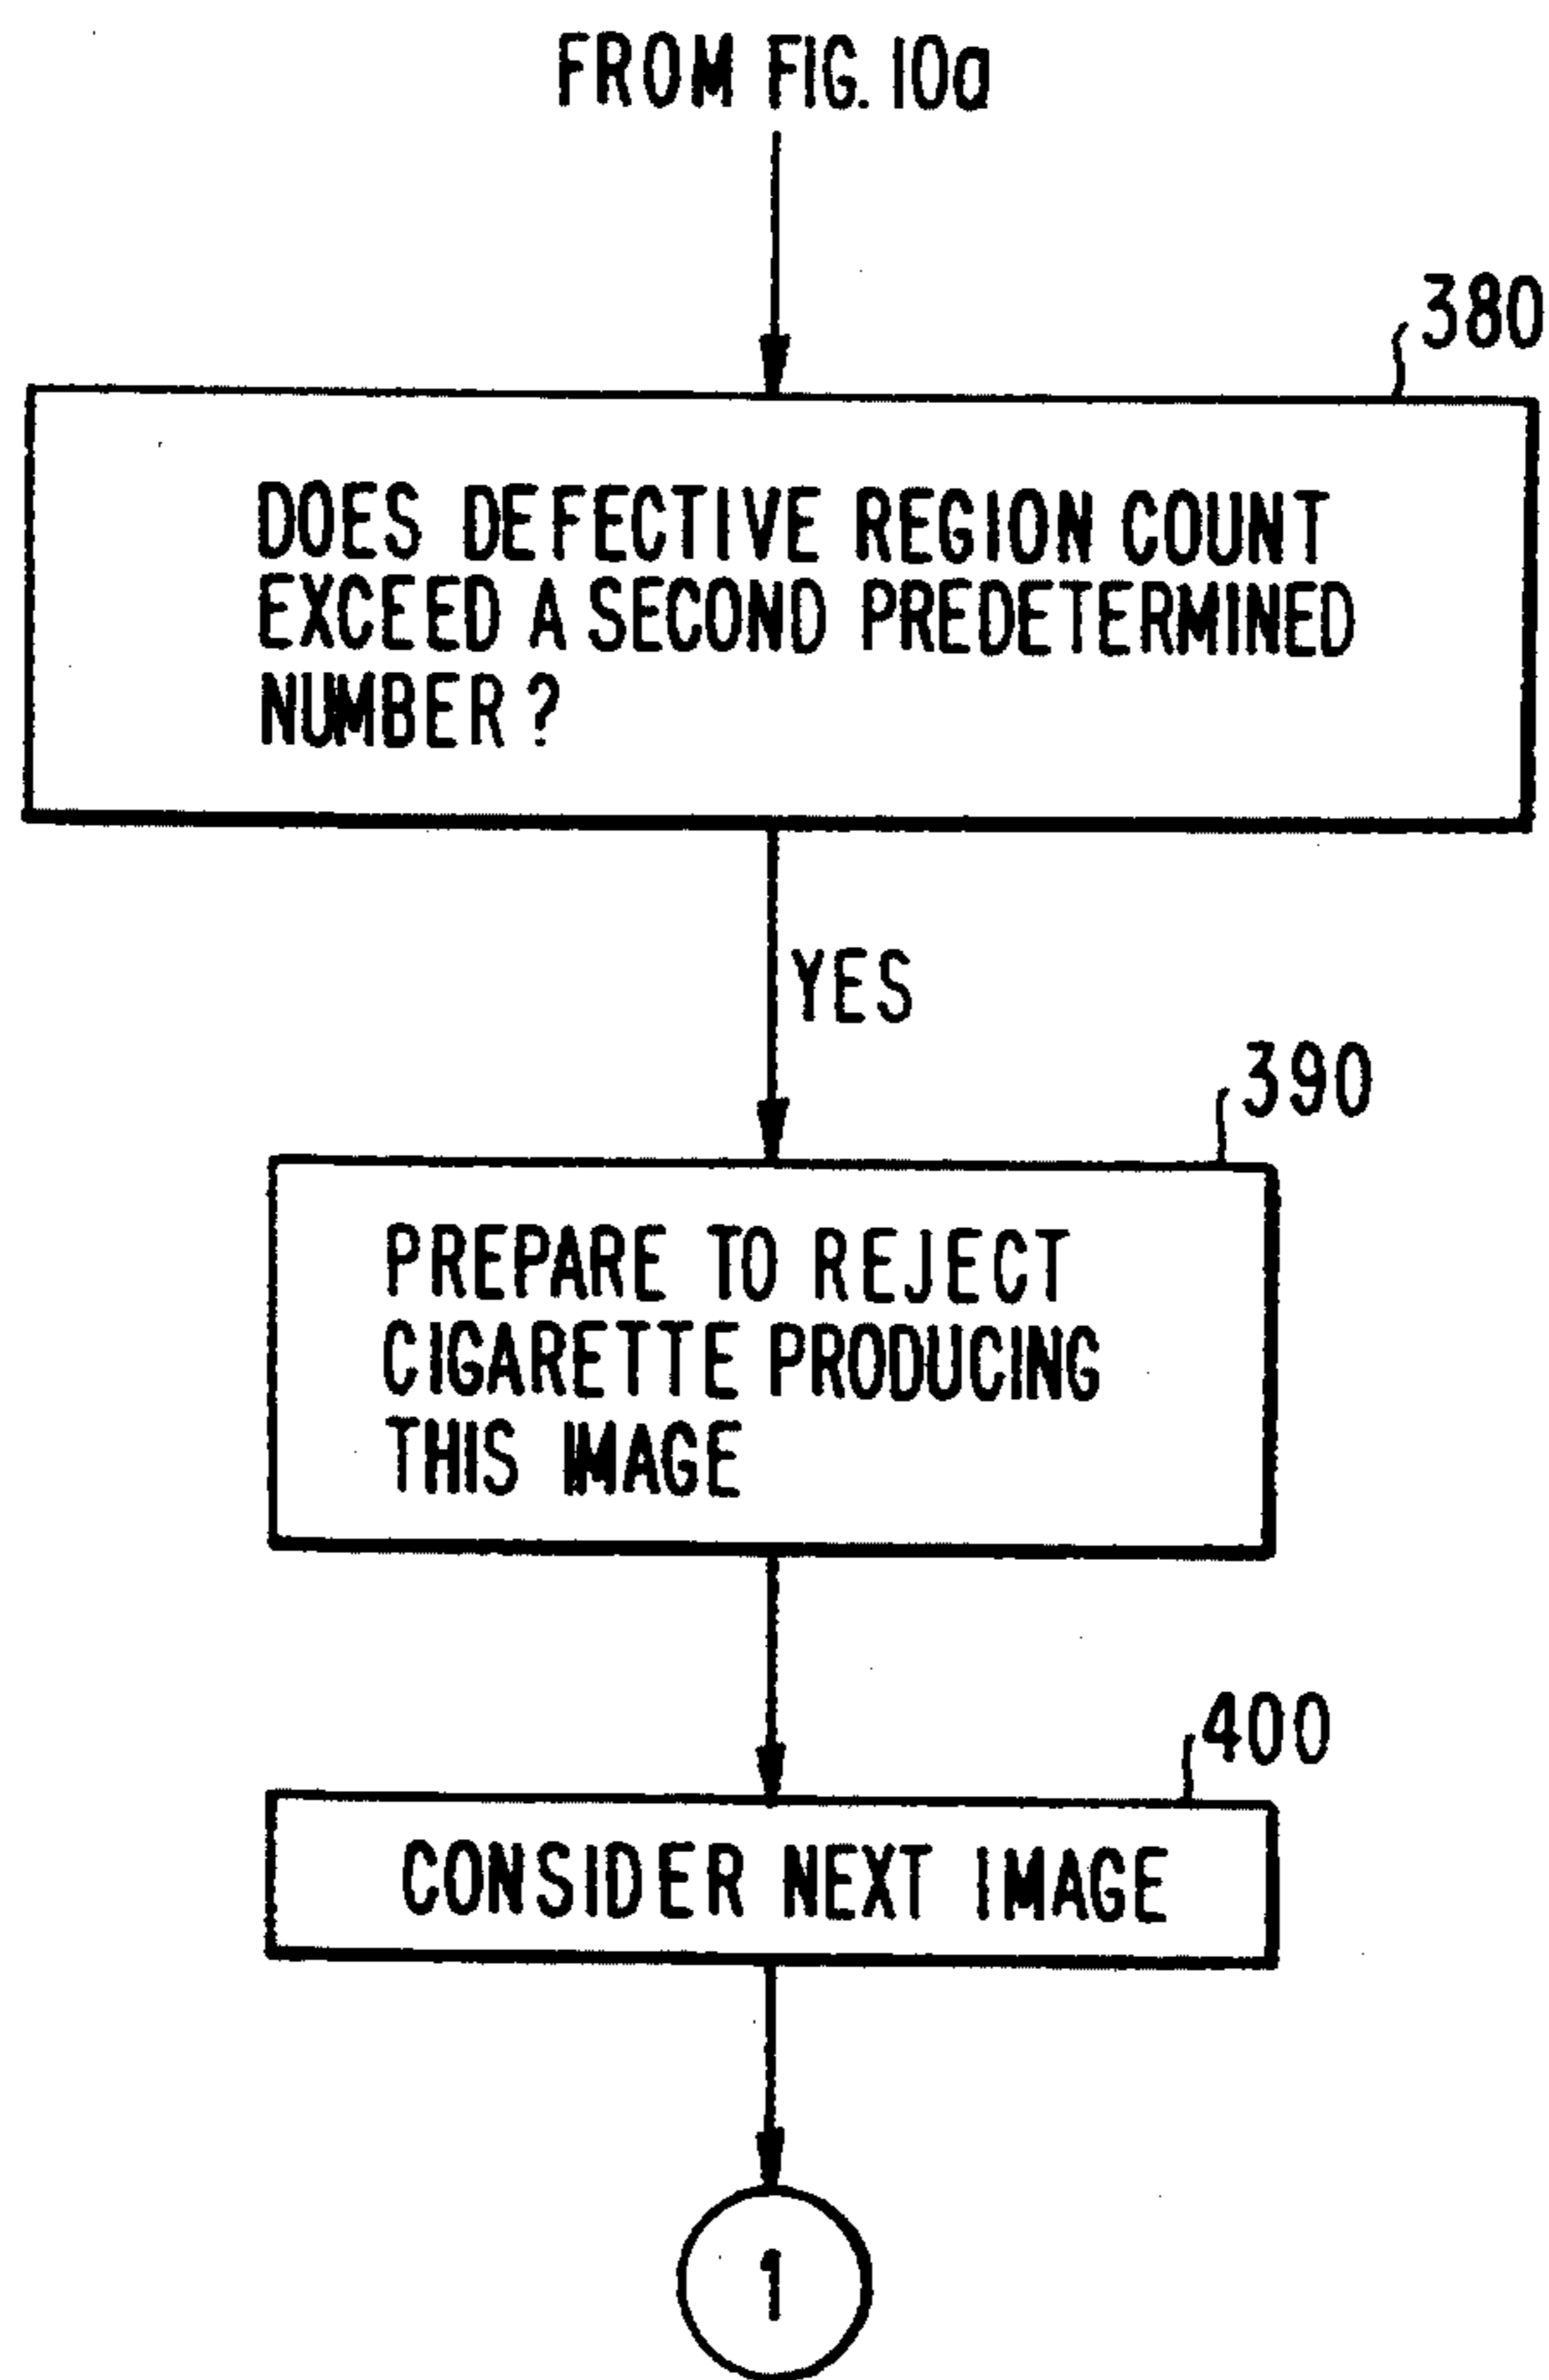 FROM FIG. 10a
380
DOES DEFECTIVE REGION COUNT
EXCEED A SECOND PREDETERMINED
NUMBER?
YES
390
PREPARE TO REJECT
CIGARETTE PRODUCING
THIS IMAGE
400
CONSIDER NEXT IMAGE
1